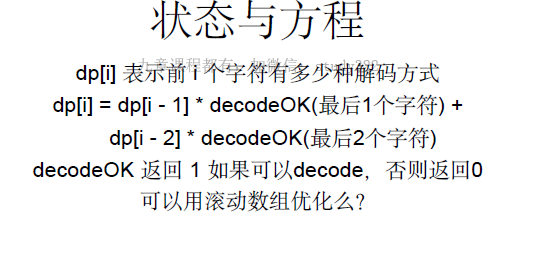 状态与方程
dp[i] 表示前 i 个字符有多少种解码方式
dp[i] = dp[i - 1] * decodeOK(最后1个字符) +
dp[i - 2] * decodeOK(最后2个字符)
decodeOK 返回 1 如果可以decode，否则返回0
可以用滚动数组优化么？